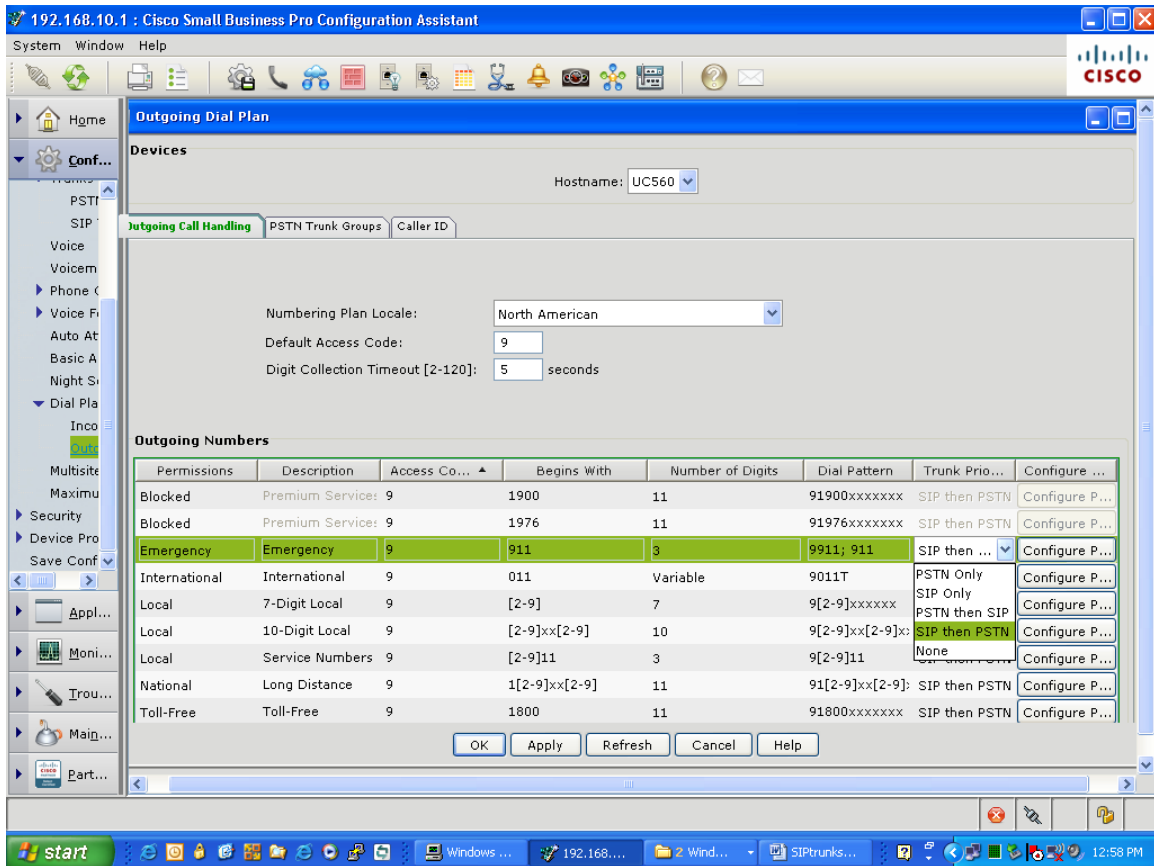 192.168.10.1 : Cisco Small Business Pro Configuration Assistant
System Window Help
CISCO
Home
Conf...
PSTN
SIP
Voice
Voicem
Phone
Voice F
Auto At
Basic A
Night S
Dial Pla
Inco
Outg
Multisite
Maximu
Security
Device Pro
Save Conf
Appl...
Moni...
Trou...
Main...
Part...
Outgoing Dial Plan
Devices
Hostname: UC560
Outgoing Call Handling PSTN Trunk Groups Caller ID
Numbering Plan Locale: North American
Default Access Code: 9
Digit Collection Timeout [2-120]: 5 seconds
Outgoing Numbers
Permissions Description Access Co... Begins With Number of Digits Dial Pattern Trunk Prio... Configure ...
Blocked Premium Services 9 1900 11 91900xxxxxxx SIP then PSTN Configure P...
Blocked Premium Services 9 1976 11 91976xxxxxxx SIP then PSTN Configure P...
Emergency Emergency 9 911 3 9911; 911 SIP then ... Configure P...
International International 9 011 Variable 9011T Configure P...
Local 7-Digit Local 9 [2-9] 7 9[2-9]xxxxxx Configure P...
Local 10-Digit Local 9 [2-9]xx[2-9] 10 9[2-9]xx[2-9]x Configure P...
Local Service Numbers 9 [2-9]11 3 9[2-9]11 SIP then PSTN Configure P...
National Long Distance 9 1[2-9]xx[2-9] 11 91[2-9]xx[2-9] SIP then PSTN Configure P...
Toll-Free Toll-Free 9 1800 11 91800xxxxxxx SIP then PSTN Configure P...
PSTN Only
SIP Only
PSTN then SIP
SIP then PSTN
None
OK Apply Refresh Cancel Help
start Windows ... 192.168.... 2 Wind... SIPtrunks... 12:58 PM